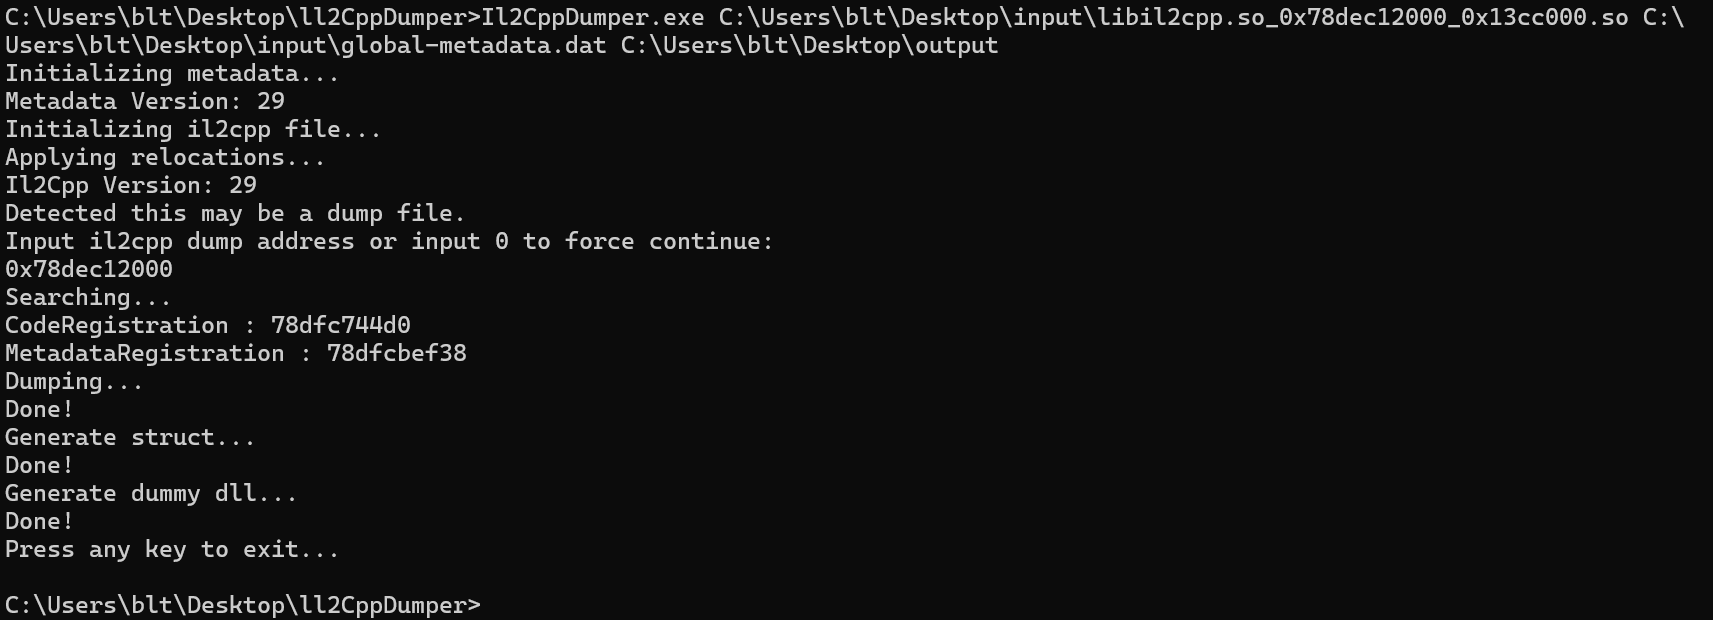 C:\Users\blt\Desktop\ll2CppDumper>Il2CppDumper.exe C:\Users\blt\Desktop\input\libil2cpp.so_0x78dec12000_0x13cc000.so C:\
Users\blt\Desktop\input\global-metadata.dat C:\Users\blt\Desktop\output
Initializing metadata...
Metadata Version: 29
Initializing il2cpp file...
Applying relocations...
Il2Cpp Version: 29
Detected this may be a dump file.
Input il2cpp dump address or input 0 to force continue:
0x78dec12000
Searching...
CodeRegistration : 78dfc744d0
MetadataRegistration : 78dfcbef38
Dumping...
Done!
Generate struct...
Done!
Generate dummy dll...
Done!
Press any key to exit...
C:\Users\blt\Desktop\ll2CppDumper>